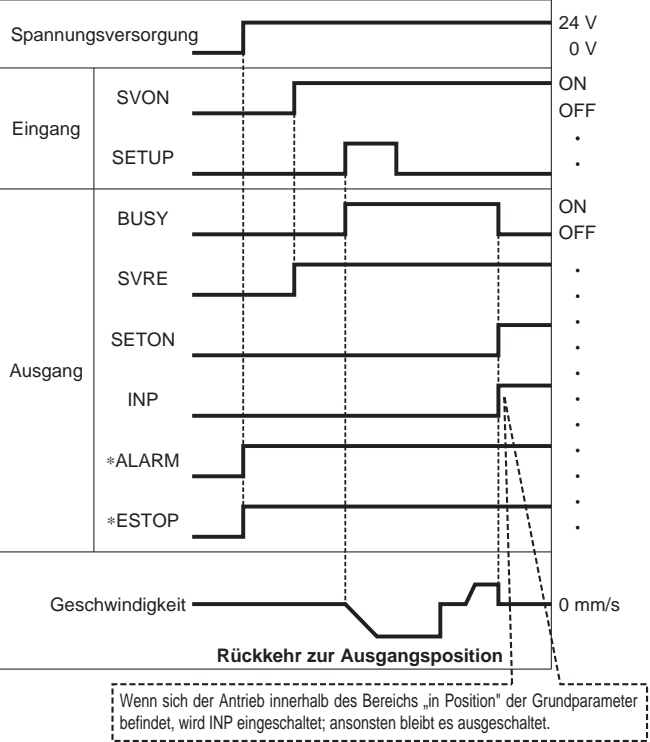 Spannungsversorgung
24 V
0 V
Eingang
SVON
ON
OFF
SETUP
Ausgang
BUSY
ON
OFF
SVRE
SETON
INP
*ALARM
*ESTOP
Geschwindigkeit
0 mm/s
Rückkehr zur Ausgangsposition
Wenn sich der Antrieb innerhalb des Bereichs „in Position" der Grundparameter
befindet, wird INP eingeschaltet; ansonsten bleibt es ausgeschaltet.